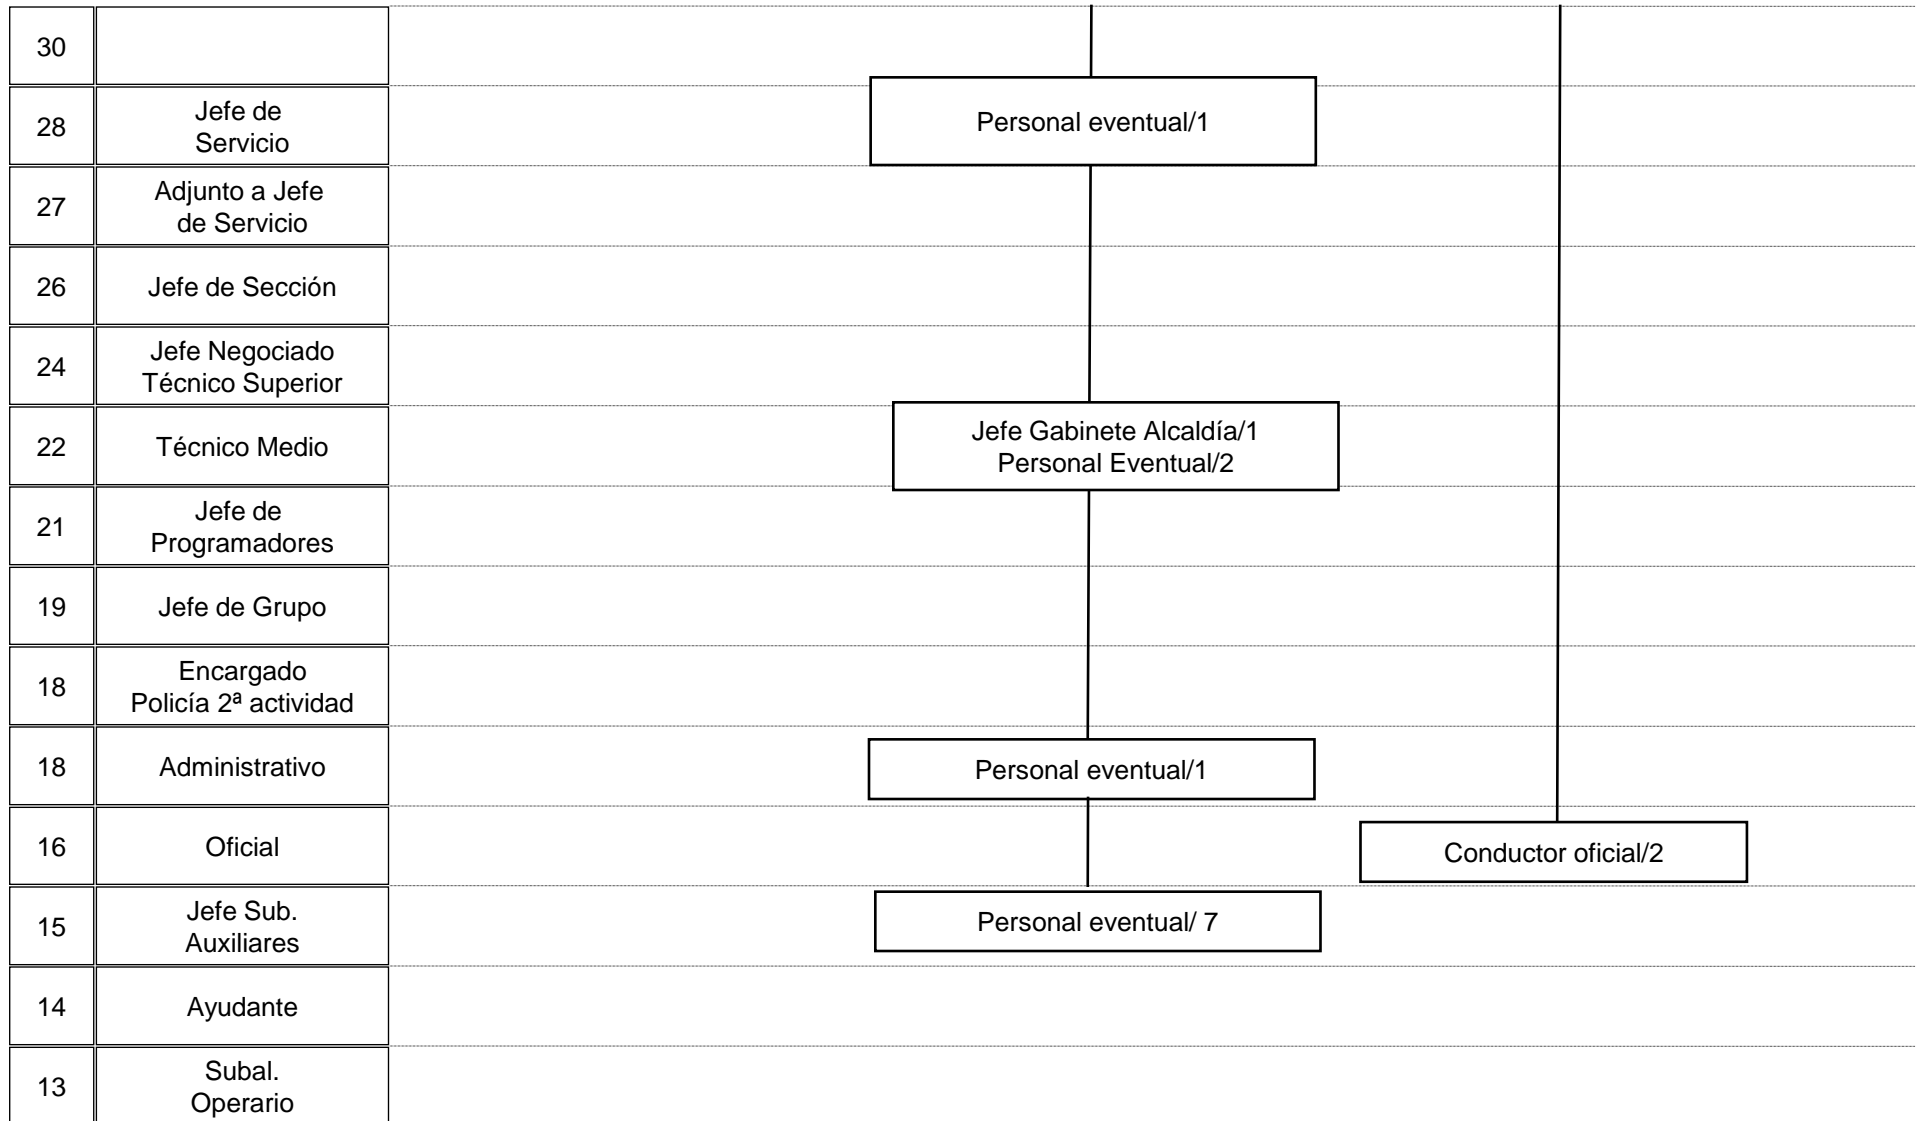 30
28
Jefe de
Servicio
Personal eventual/1
27
Adjunto a Jefe
de Servicio
26
Jefe de Sección
24
Jefe Negociado
Técnico Superior
22
Técnico Medio
Jefe Gabinete Alcaldía/1
Personal Eventual/2
21
Jefe de
Programadores
19
Jefe de Grupo
18
Encargado
Policía 2ª actividad
18
Administrativo
Personal eventual/1
16
Oficial
Conductor oficial/2
15
Jefe Sub.
Auxiliares
Personal eventual/ 7
14
Ayudante
13
Subal.
Operario